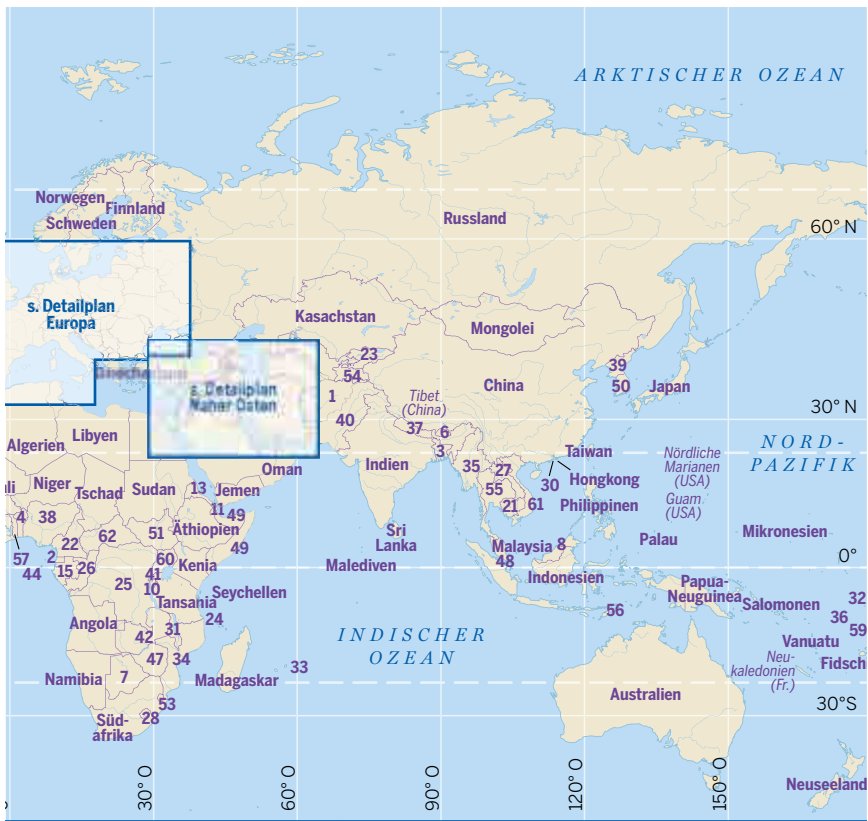 ARKTISCHER OZEAN
Norwegen
Finnland
Schweden
Russland
60° N
s. Detailplan
Europa
Kasachstan
Mongolei
23
39
54
China
50
Japan
s. Detailplan
1
Tibet
(China)
40
37
6
30° N
Libyen
Algerien
3
Taiwan
NORD-
PAZIFIK
Oman
Indien
35
27
Hongkong
30
Nördliche
Marianen
(USA)
Niger
Tschad
Sudan
13
Jemen
55
21
61
Philippinen
Guam
(USA)
4
38
11
49
Äthiopien
Sri
Lanka
Mikronesien
62
51
22
49
Malaysia
8
Palau
57
2
60
Kenia
Malediven
48
0°
44
15
26
41
Indonesien
25
10
Seychellen
Papua-
Neuguinea
32
Tansania
Salomonen
24
56
36
Angola
31
INDISCHER
OZEAN
59
42
Vanuatu
47
34
33
Neu-
kaledonien
(Fr.)
Fidsch
Namibia
7
Madagaskar
Australien
53
28
30°S
Süd-
afrika
30° O
60° O
90° O
120° O
150° O
Neuseeland